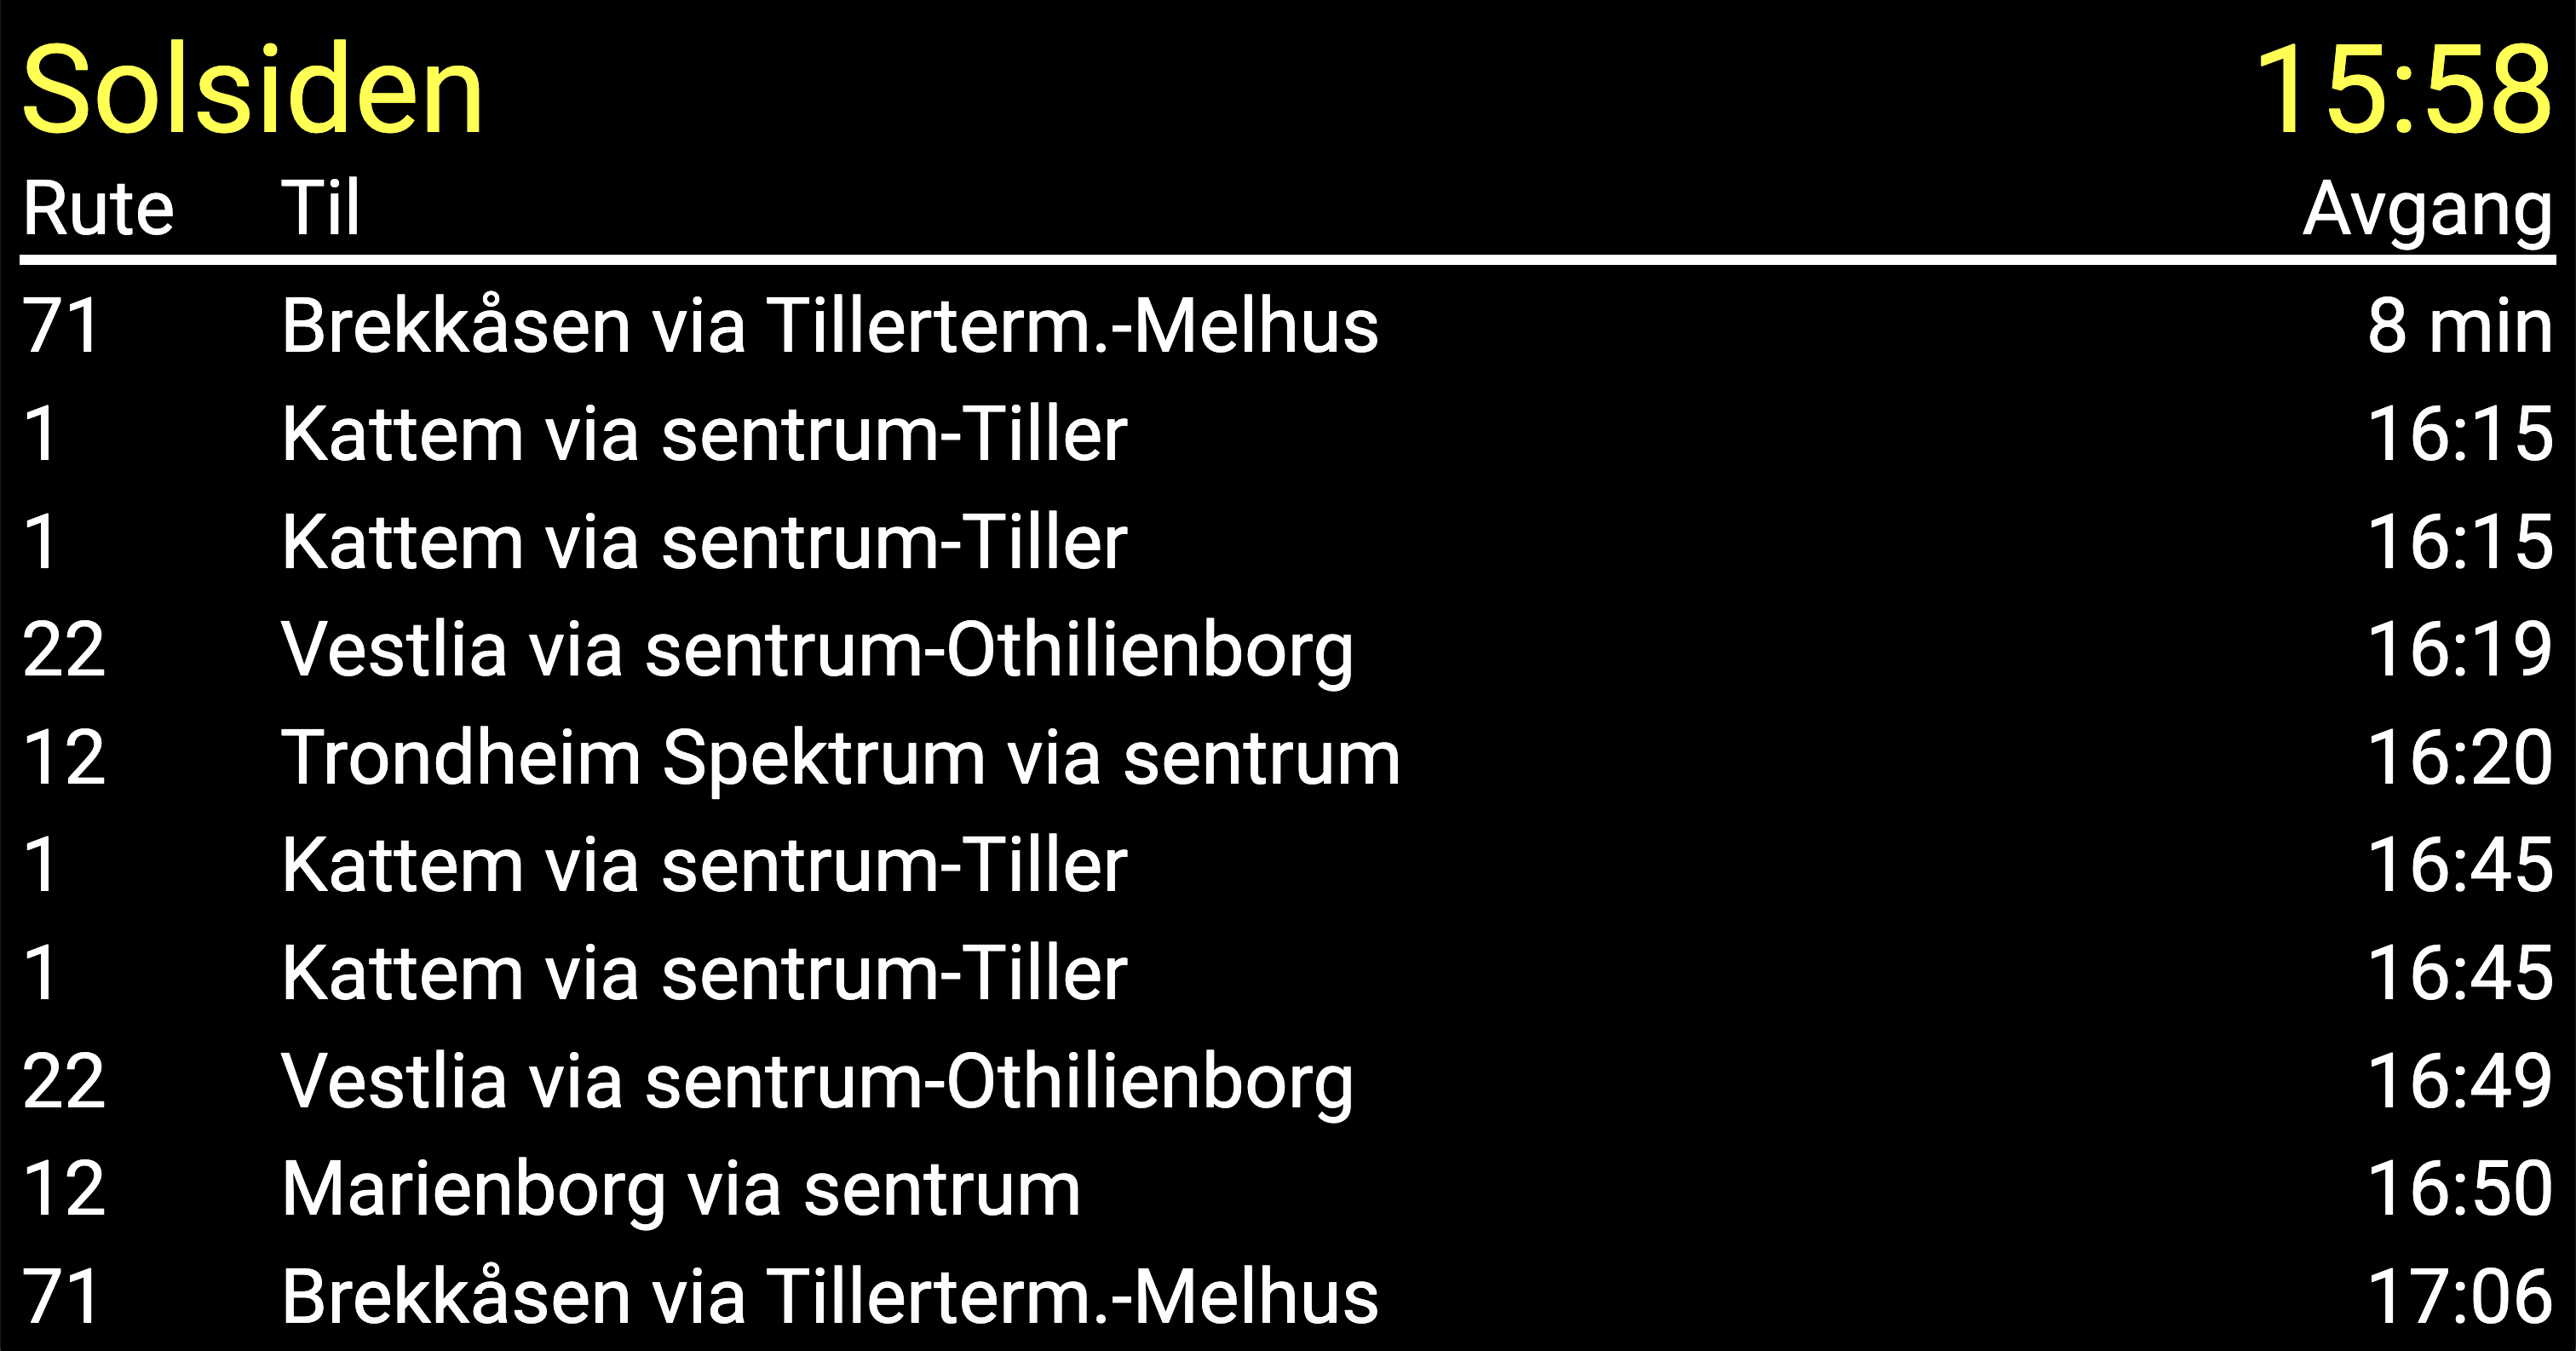 Solsiden 15:58
Rute Til Avgang
71 Brekkåsen via Tillerterm.-Melhus 8 min
1 Kattem via sentrum-Tiller 16:15
1 Kattem via sentrum-Tiller 16:15
22 Vestlia via sentrum-Othilienborg 16:19
12 Trondheim Spektrum via sentrum 16:20
1 Kattem via sentrum-Tiller 16:45
1 Kattem via sentrum-Tiller 16:45
22 Vestlia via sentrum-Othilienborg 16:49
12 Marienborg via sentrum 16:50
71 Brekkåsen via Tillerterm.-Melhus 17:06